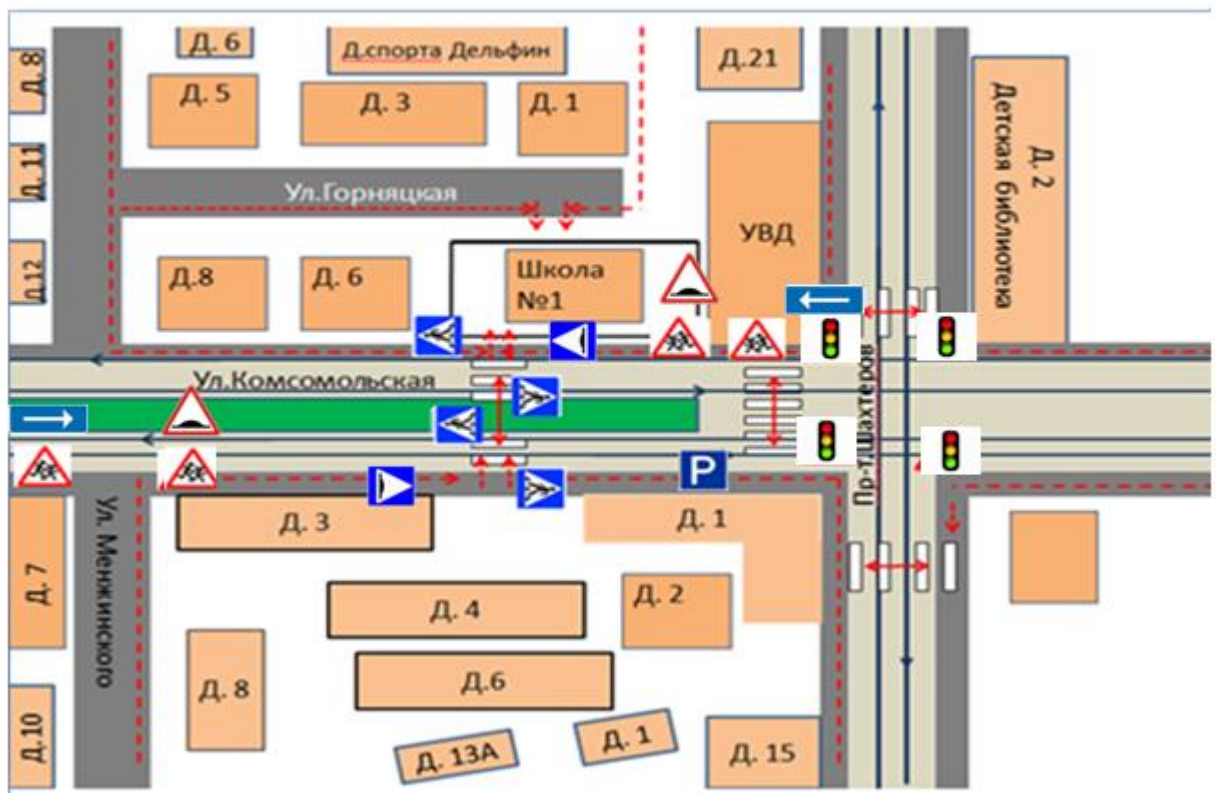 Д. 6
Д.спорта Дельфин
Д.21
Д. 8
Д. 5
Д. 3
Д. 1
Д. 2
Детская библиотека
Д. 11
Ул.Горняцкая
УВД
Д.12
Д.8
Д. 6
Школа
№1
Ул.Комсомольская
Пр-т,Шахтеров
P
Ул. Менжинского
Д. 3
Д. 1
Д. 7
Д. 4
Д. 2
Д. 8
Д.6
Д. 10
Д. 13А
Д. 1
Д. 15